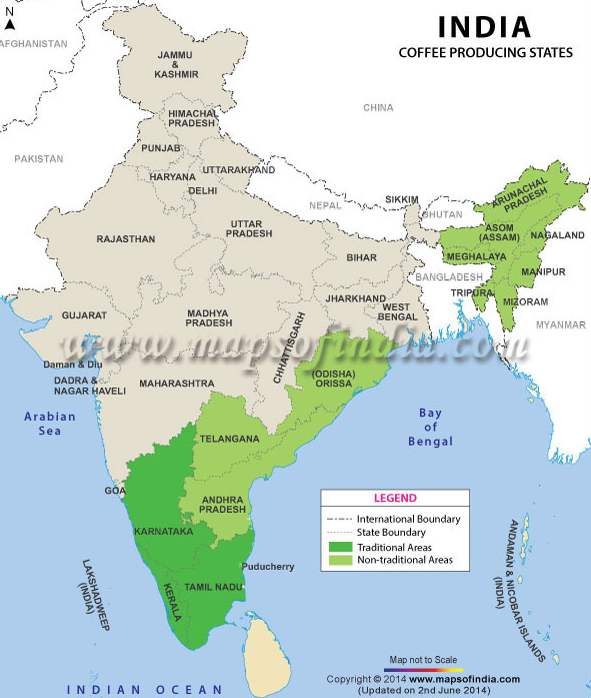 N
INDIA
COFFEE PRODUCING STATES
AFGHANISTAN
JAMMU
&
KASHMIR
CHINA
HIMACHAL
PRADESH
PUNJAB
PAKISTAN
UTTARAKHAND
HARYANA
DELHI
SIKKIM
ARUNACHAL
PRADESH
NEPAL
BHUTAN
UTTAR
PRADESH
ASOM
(ASSAM)
NAGALAND
RAJASTHAN
BIHAR
MEGHALAYA
MANIPUR
BANGLADESH
TRIPURA
MIZORAM
JHARKHAND
WEST
BENGAL
GUJARAT
MADHYA
PRADESH
CHHATTISGARH
MYANMAR
www.mapsofindia.com
Daman & Diu
DADRA &
NAGAR HAVELI
MAHARASHTRA
(ODISHA)
ORISSA
Arabian
Sea
Bay
of
Bengal
TELANGANA
GOA
ANDHRA
PRADESH
KARNATAKA
LEGEND
International Boundary
State Boundary
Traditional Areas
Non-traditional Areas
Puducherry
TAMIL NADU
KERALA
LAKSHADWEEP
(INDIA)
ANDAMAN & NICOBAR ISLANDS
(INDIA)
Map not to Scale
Copyright © 2014 www.mapsofindia.com
(Updated on 2nd June 2014)
INDIAN OCEAN